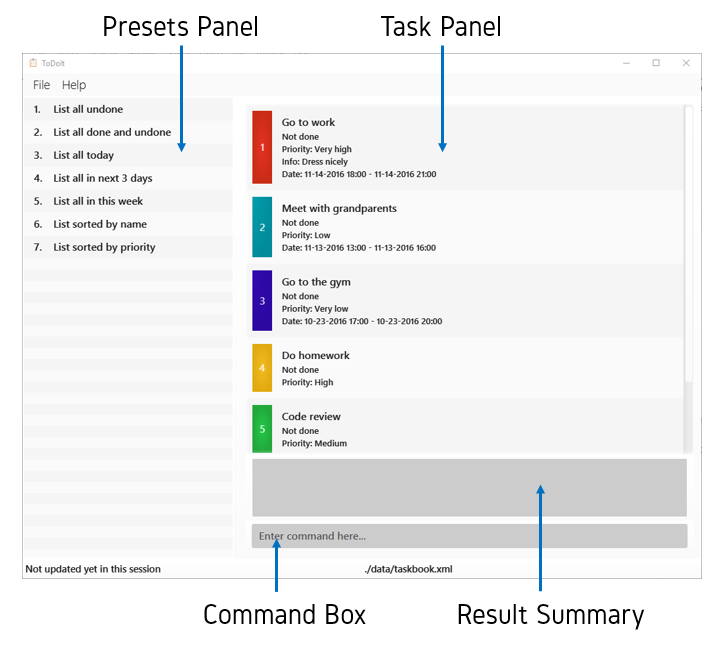 Presets Panel
Task Panel
ToDoIt
File Help
1. List all undone
2. List all done and undone
3. List all today
4. List all in next 3 days
5. List all in this week
6. List sorted by name
7. List sorted by priority
1
Go to work
Not done
Priority: Very high
Info: Dress nicely
Date: 11-14-2016 18:00 - 11-14-2016 21:00
2
Meet with grandparents
Not done
Priority: Low
Date: 11-13-2016 13:00 - 11-13-2016 16:00
3
Go to the gym
Not done
Priority: Very low
Date: 10-23-2016 17:00 - 10-23-2016 20:00
4
Do homework
Not done
Priority: High
5
Code review
Not done
Priority: Medium
Enter command here...
Not updated yet in this session
./data/taskbook.xml
Command Box
Result Summary